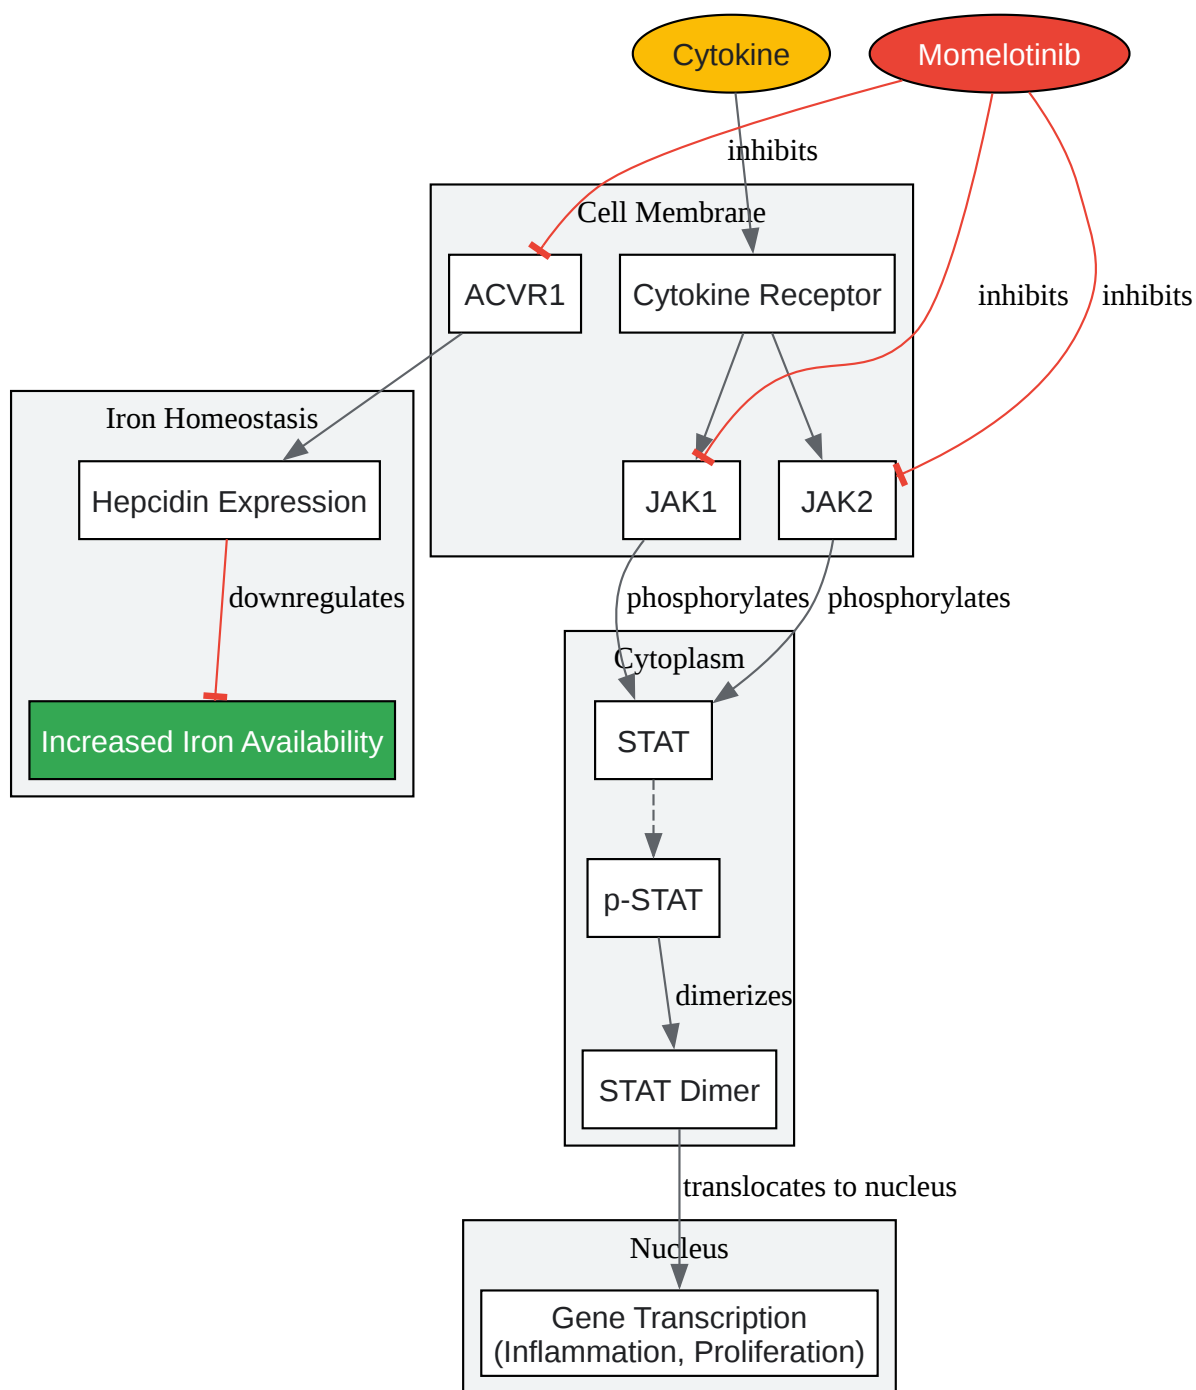 Cytokine
Momelotinib
inhibits
Cell Membrane
ACVR1
Cytokine Receptor
inhibits
inhibits
Iron Homeostasis
Hepcidin Expression
JAK1
JAK2
downregulates
phosphorylates
phosphorylates
Cytoplasm
Increased Iron Availability
STAT
p-STAT
dimerizes
STAT Dimer
translocates to nucleus
Nucleus
Gene Transcription
(Inflammation, Proliferation)